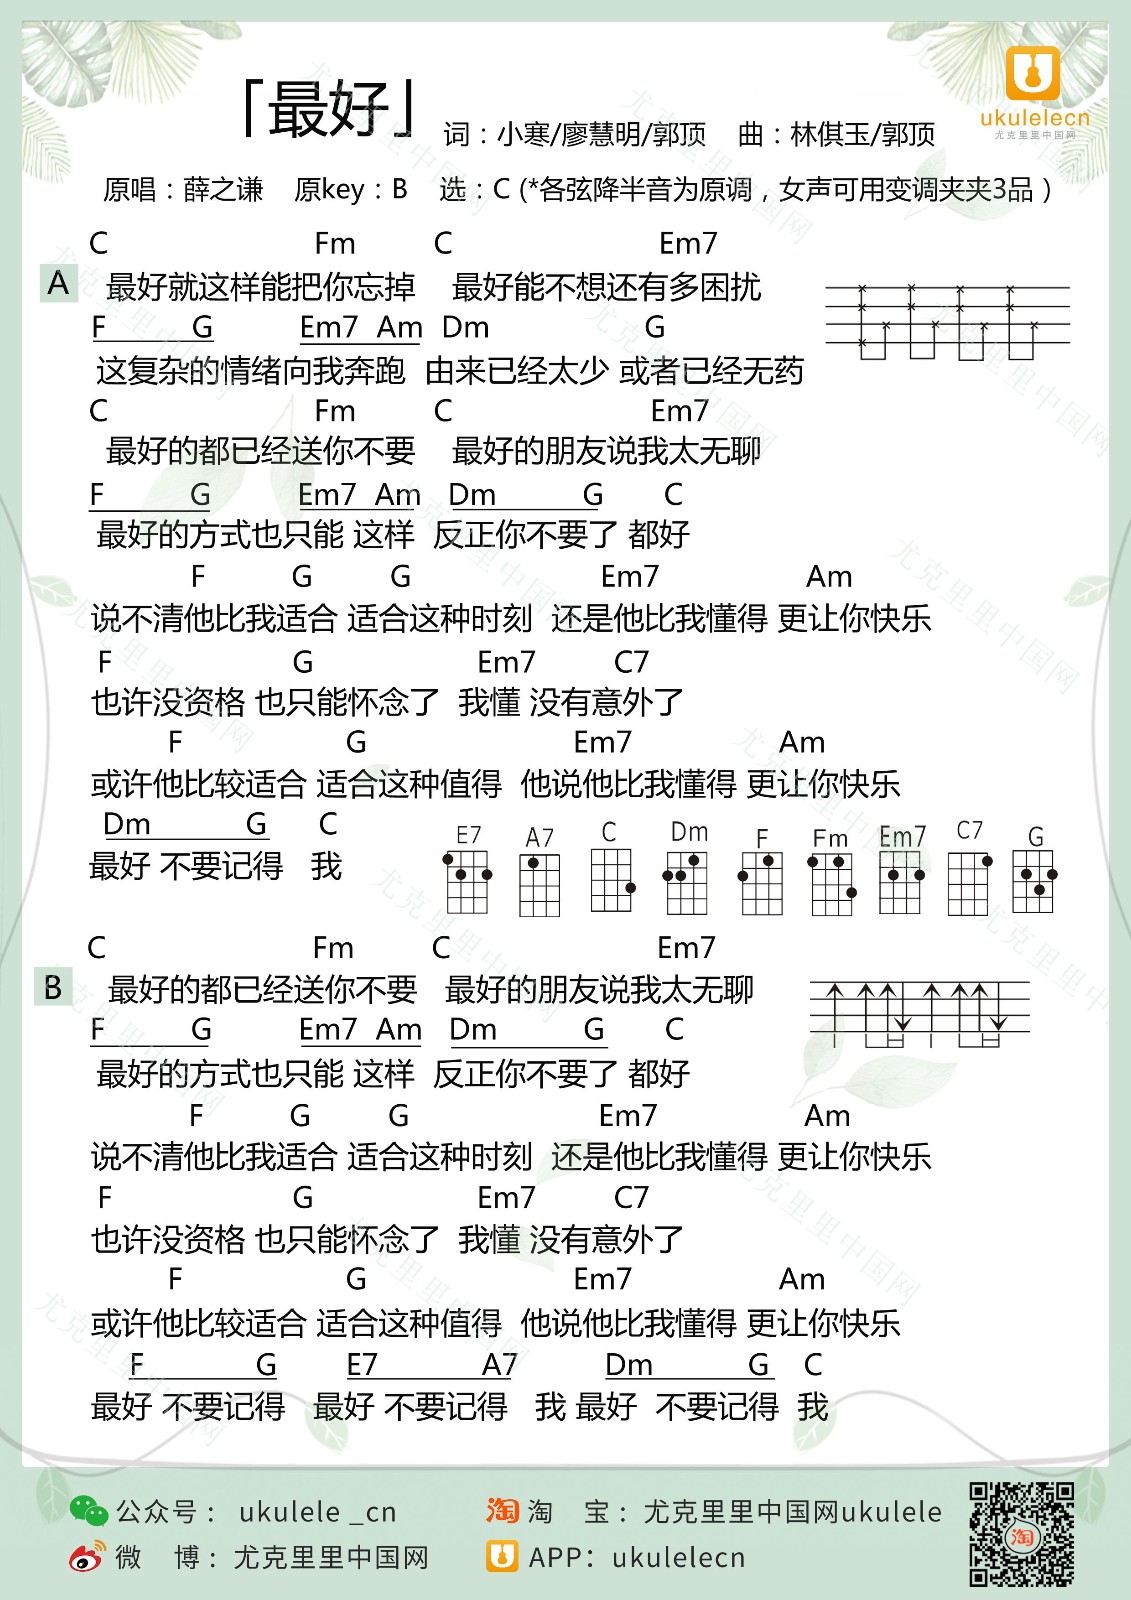 「最好」
词：小寒/廖慧明/郭顶 曲：林倛玉/郭顶
ukulelecn
尤克里里中国网
原唱：薛之谦 原key：B 选：C (*各弦降半音为原调，女声可用变调夹夹3品）
C Fm C Em7
A 最好就这样能把你忘掉 最好能不想还有多困扰
F G Em7 Am Dm G
这复杂的情绪向我奔跑 由来已经太少 或者已经无药
C Fm C Em7
最好的都已经送你不要 最好的朋友说我太无聊
F G Em7 Am Dm G C
最好的方式也只能 这样 反正你不要了 都好
F G G Em7 Am
说不清他比我适合 适合这种时刻 还是他比我懂得 更让你快乐
F G Em7 C7
也许没资格 也只能怀念了 我懂 没有意外了
F G Em7 Am
或许他比较适合 适合这种值得 他说他比我懂得 更让你快乐
Dm G C
最好 不要记得 我
E7 A7 C Dm F Fm Em7 C7 G
C Fm C Em7
B 最好的都已经送你不要 最好的朋友说我太无聊
F G Em7 Am Dm G C
最好的方式也只能 这样 反正你不要了 都好
F G G Em7 Am
说不清他比我适合 适合这种时刻 还是他比我懂得 更让你快乐
F G Em7 C7
也许没资格 也只能怀念了 我懂 没有意外了
F G Em7 Am
或许他比较适合 适合这种值得 他说他比我懂得 更让你快乐
F G E7 A7 Dm G C
最好 不要记得 最好 不要记得 我 最好 不要记得 我
公众号： ukulele _cn
淘 淘 宝：尤克里里中国网ukulele
微 博：尤克里里中国网
APP：ukulelecn
淘